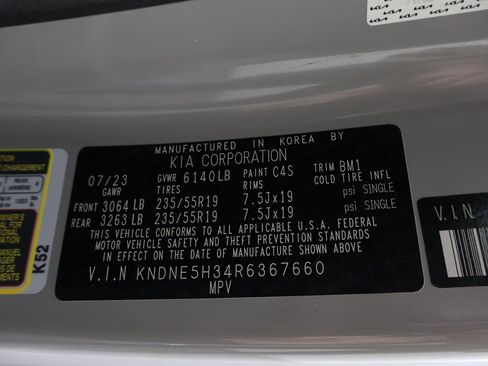 MANUFACTURED IN KOREA BY
KIA CORPORATION
07/23 GVWR 6140LB PAINT C4S TRIM BM1
GAWR TIRES RIMS COLD TIRE INFL
FRONT 3064 LB 235/55R19 7.5Jx19 psi SINGLE
REAR 3263 LB 235/55R19 7.5Jx19 psi SINGLE
THIS VEHICLE CONFORMS TO ALL APPLICABLE U.S.A. FEDERAL
MOTOR VEHICLE SAFETY AND THEFT PREVENTION STANDARDS IN
EFFECT ON THE DATE OF MANUFACTURE SHOWN ABOVE
V.I.N KNDNE5H34R6367660
MPV
K52
V.I.N